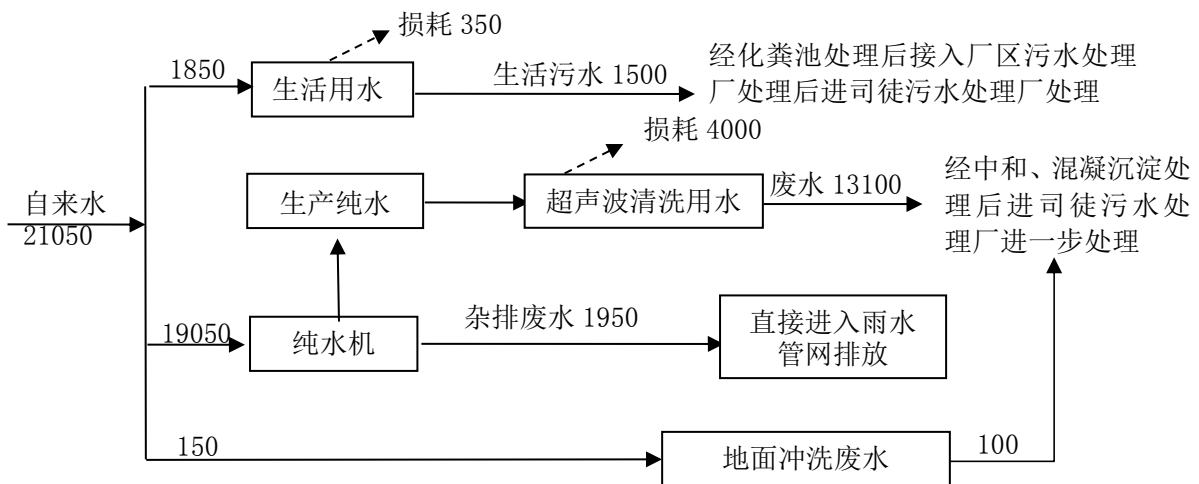 损耗 350
1850
生活用水
生活污水 1500
经化粪池处理后接入厂区污水处理
厂处理后进司徒污水处理厂处理
损耗 4000
自来水
21050
生产纯水
超声波清洗用水
废水 13100
经中和、混凝沉淀处
理后进司徒污水处
理厂进一步处理
19050
纯水机
杂排废水 1950
直接进入雨水
管网排放
150
地面冲洗废水
100